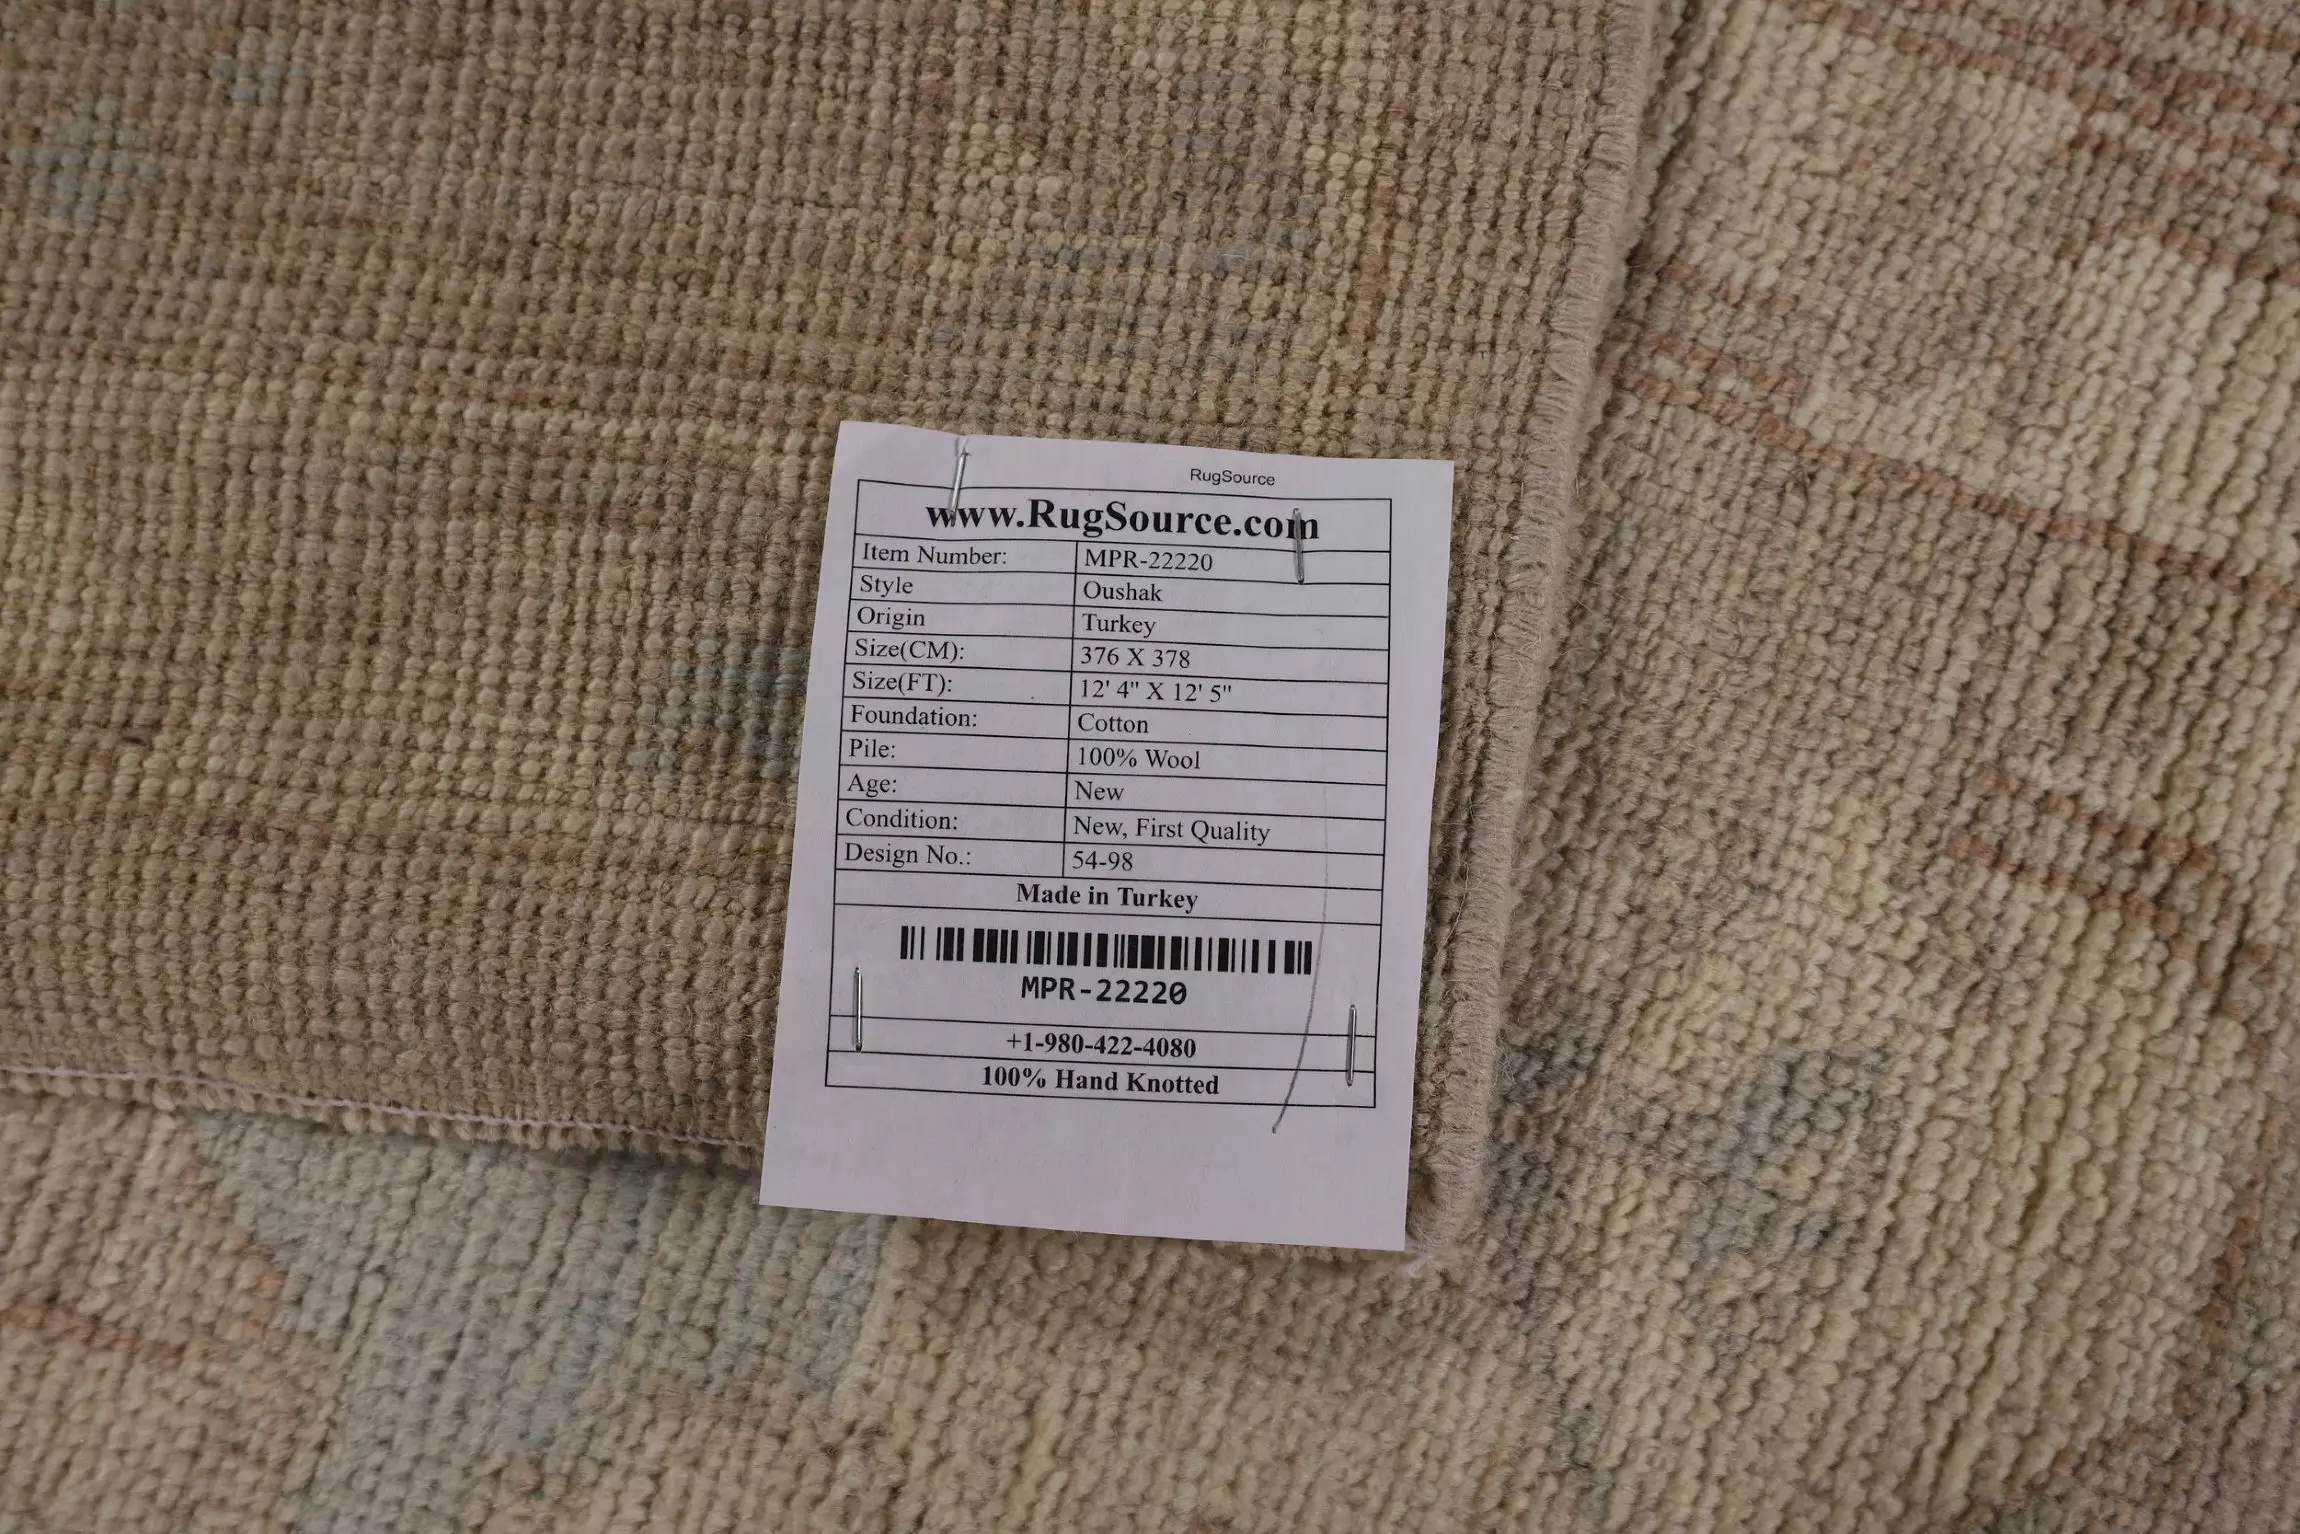 RugSource
www.RugSource.com
Item Number: MPR-22220
Style Oushak
Origin Turkey
Size(CM): 376 X 378
Size(FT): 12' 4" X 12' 5"
Foundation: Cotton
Pile: 100% Wool
Age: New
Condition: New, First Quality
Design No.: 54-98
Made in Turkey
MPR-22220
+1-980-422-4080
100% Hand Knotted